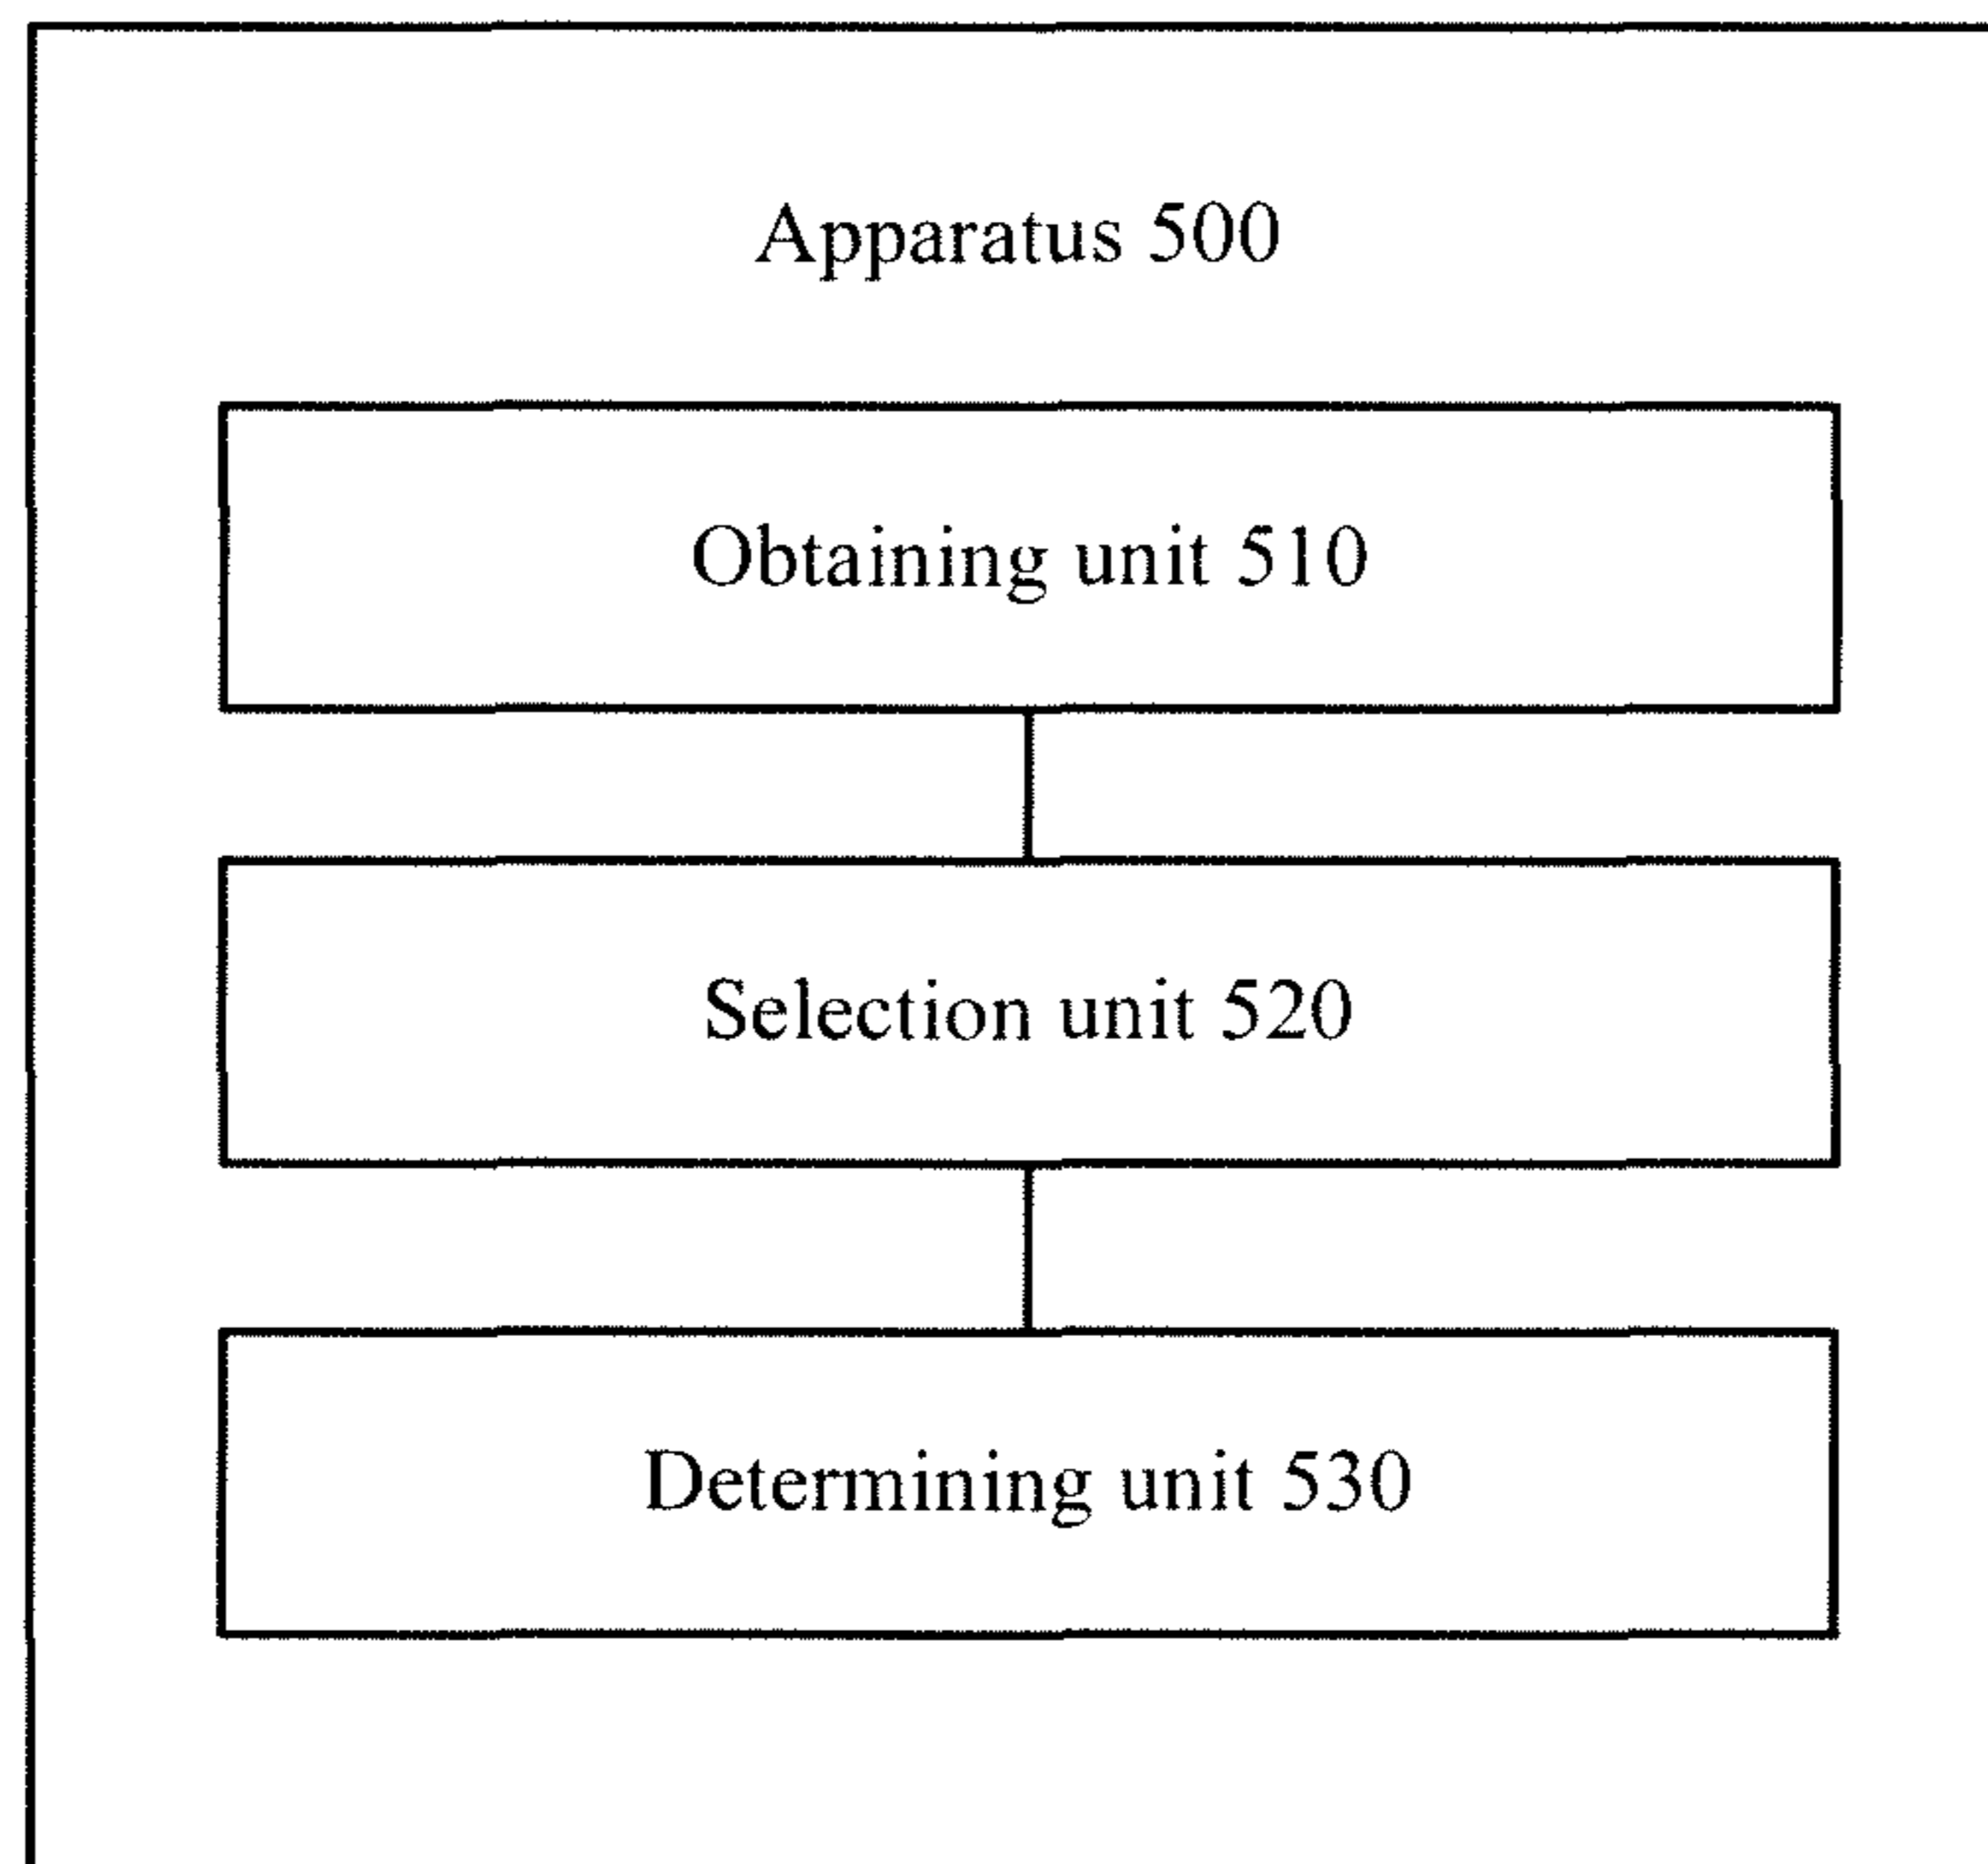 Apparatus 500
Obtaining unit 510
Selection unit 520
Determining unit 530